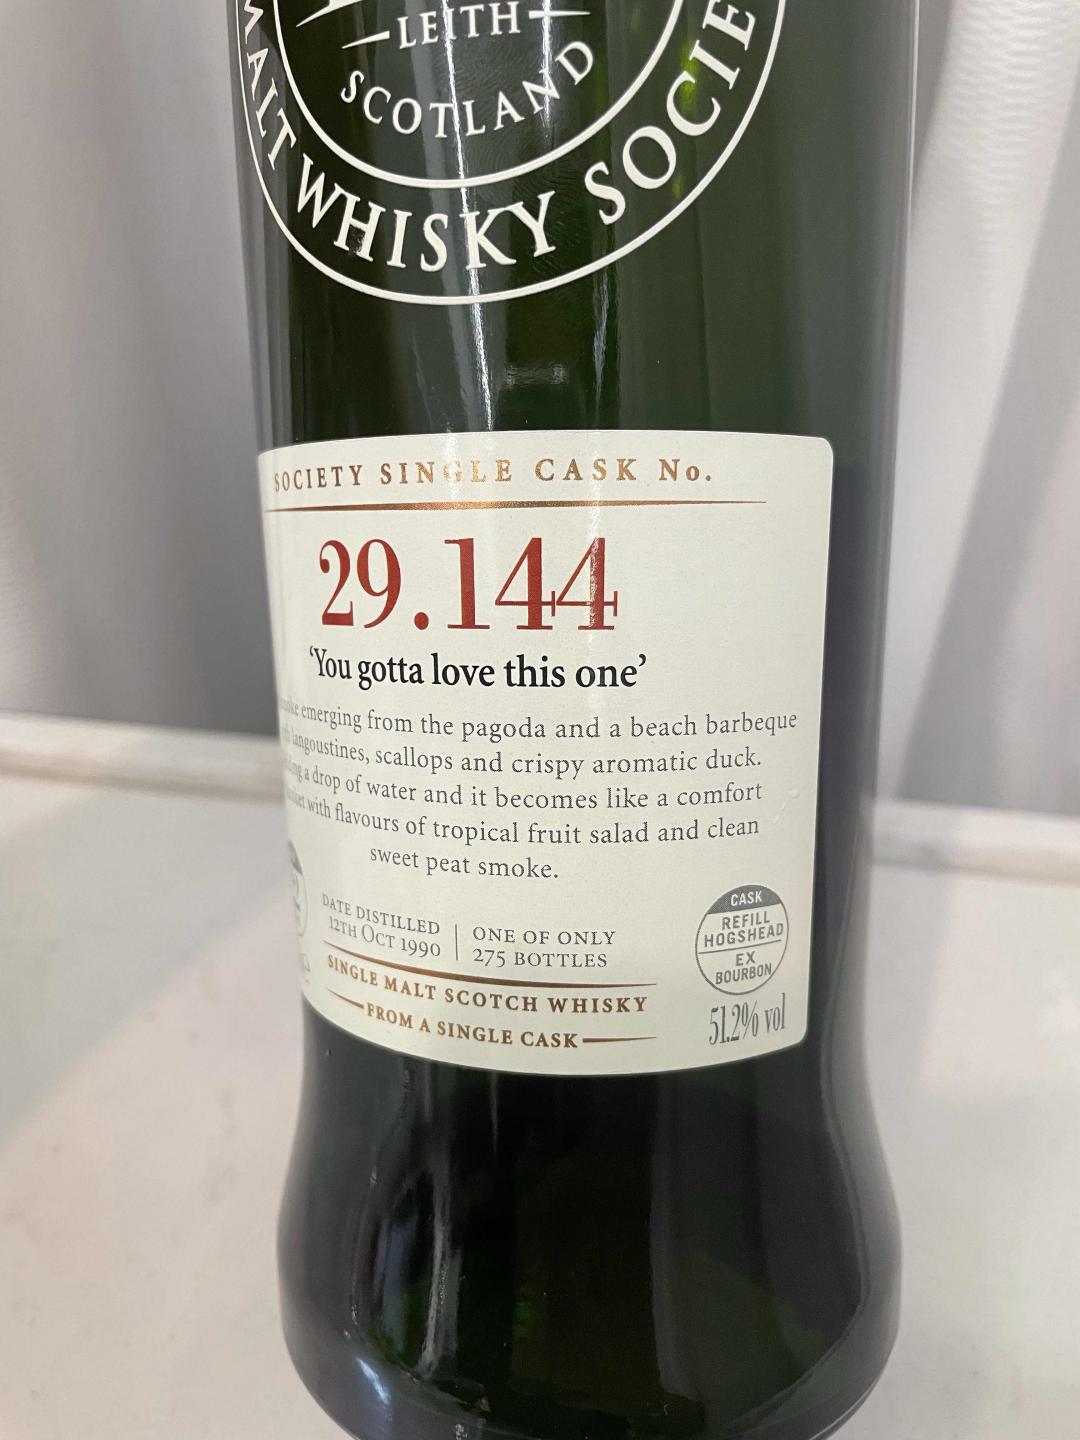 LEITH
SCOTLAND
MALT WHISKY SOCIE
SOCIETY SINGLE CASK No.
29.144
‘You gotta love this one’
emerging from the pagoda and a beach barbeque
langoustines, scallops and crispy aromatic duck.
a drop of water and it becomes like a comfort
with flavours of tropical fruit salad and clean
sweet peat smoke.
DATE DISTILLED
12TH OCT 1990
ONE OF ONLY
275 BOTTLES
CASK
REFILL
HOGSHEAD
EX
BOURBON
SINGLE MALT SCOTCH WHISKY
FROM A SINGLE CASK
51.2% vol